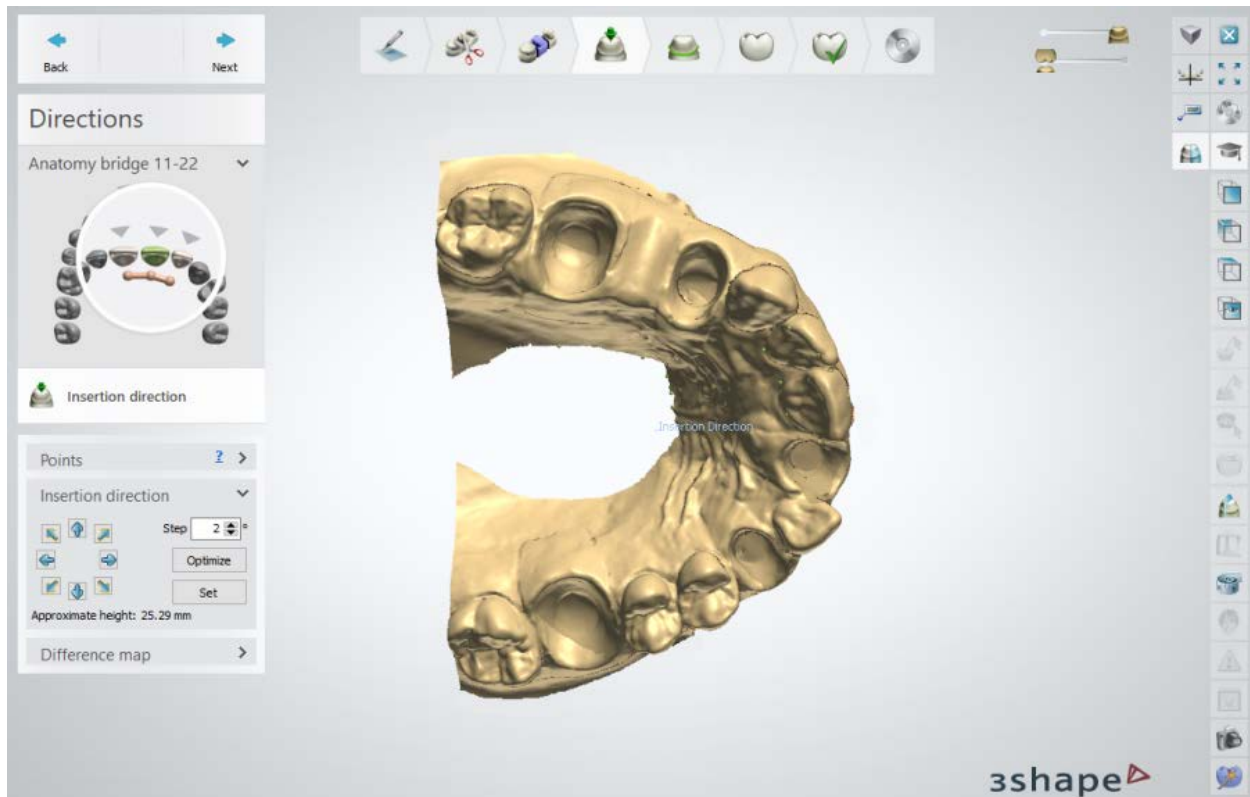 Back
Next
Directions
Anatomy bridge 11-22
Insertion direction
Points ?
Insertion direction
Step 2 °
Optimize
Set
Approximate height: 25.29 mm
Difference map
Insertion Direction
3shape